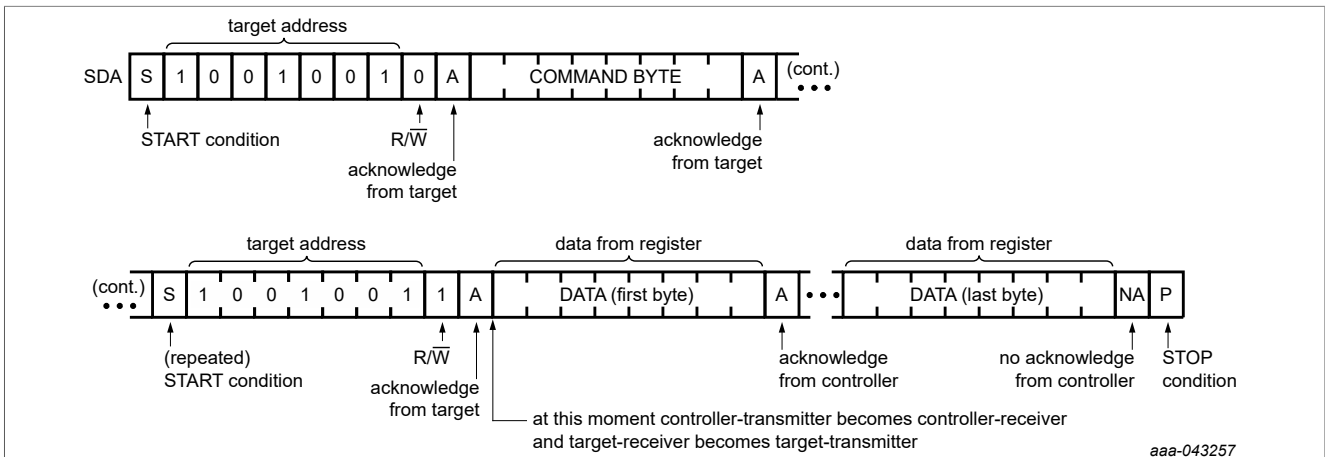 target address
SDA S 1 0 0 1 0 0 1 0 A COMMAND BYTE A (cont.)
START condition R/W̅ acknowledge from target acknowledge from target
target address data from register data from register
(cont.) S 1 0 0 1 0 0 1 1 A DATA (first byte) A DATA (last byte) NA P
(repeated) START condition
R/W̅
acknowledge from target
acknowledge from controller
no acknowledge from controller
STOP condition
at this moment controller-transmitter becomes controller-receiver
and target-receiver becomes target-transmitter
aaa-043257